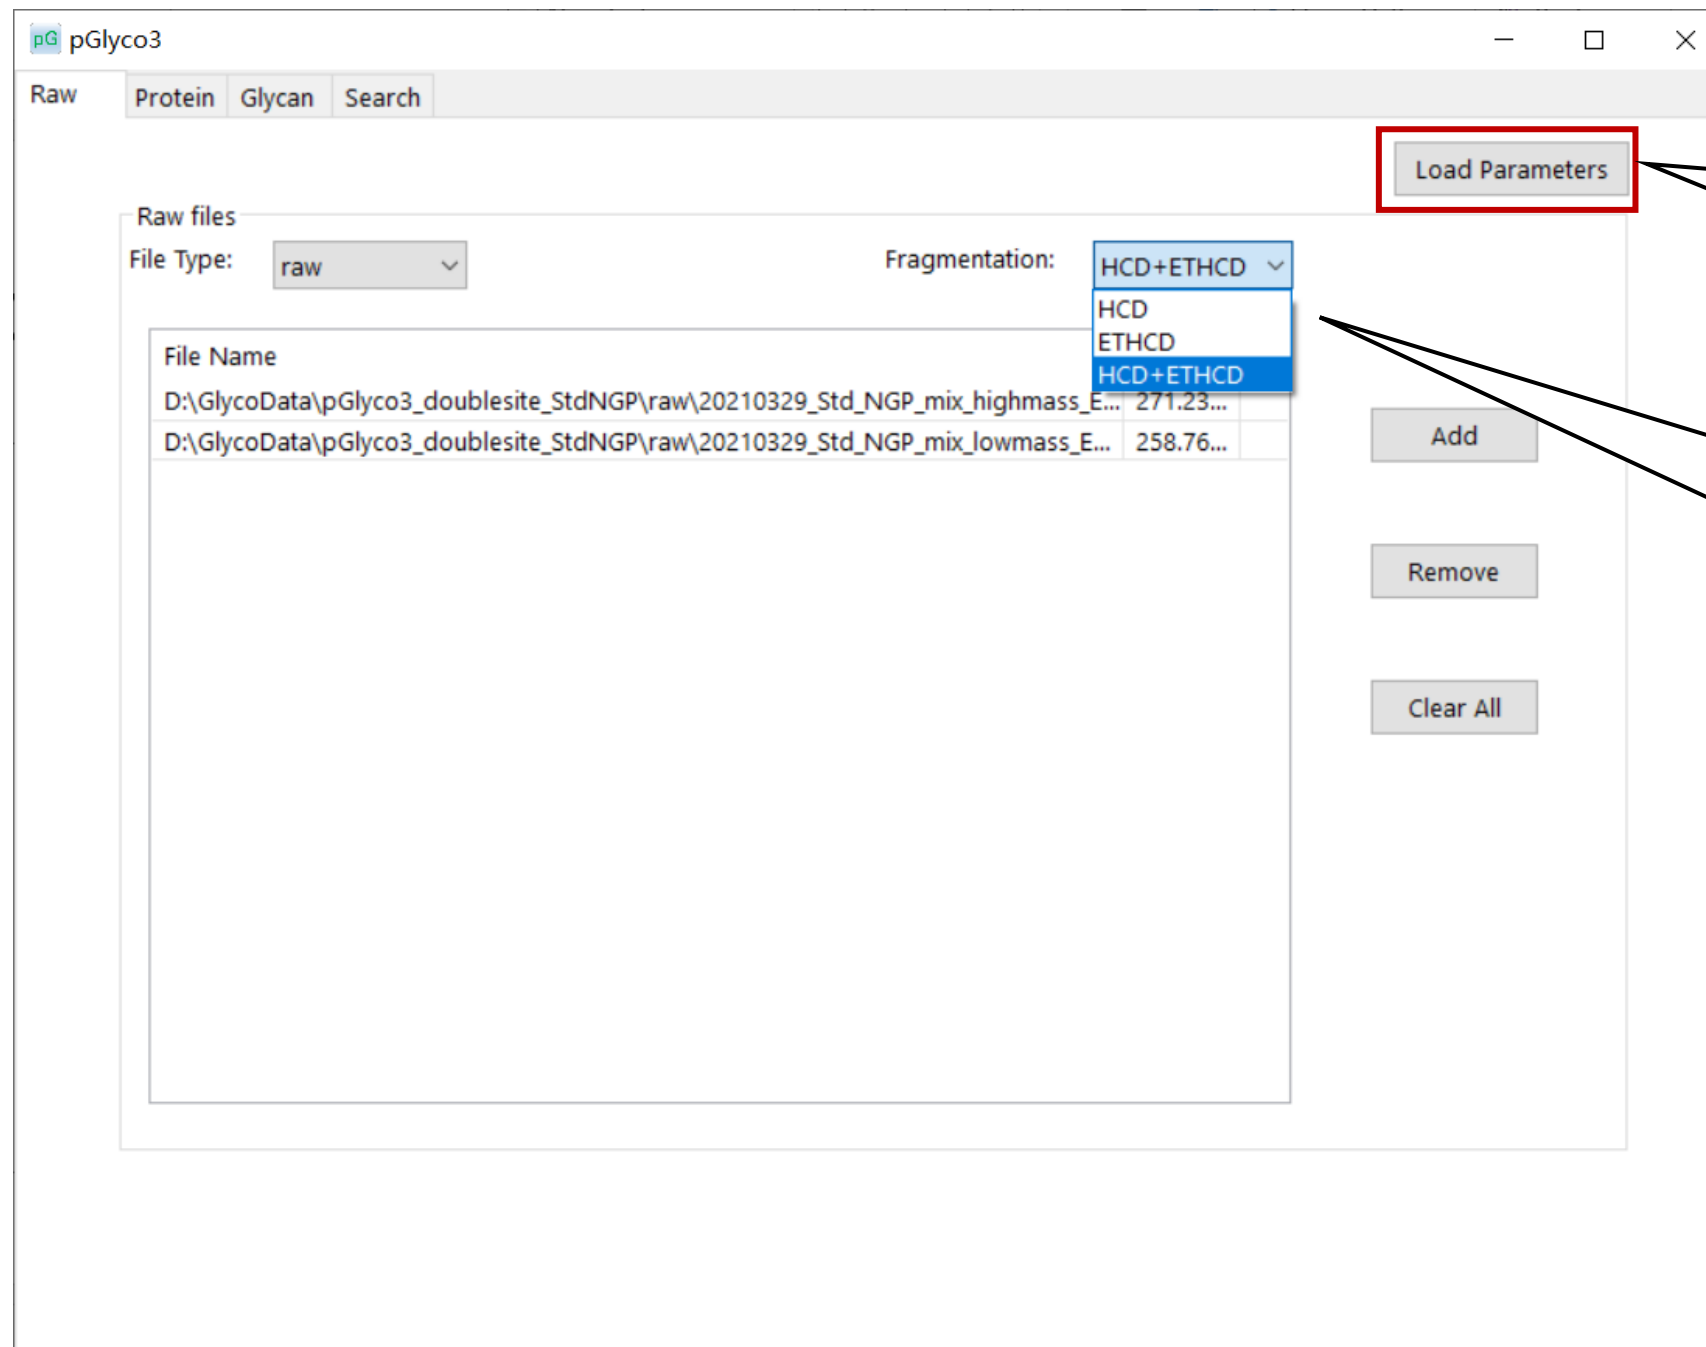 pG pGlyco3
Raw Protein Glycan Search
Load Parameters
Raw files
File Type: raw Fragmentation: HCD+ETHCD
HCD
ETHCD
HCD+ETHCD
File Name
D:\GlycoData\pGlyco3_doublesite_StdNGP\raw\20210329_Std_NGP_mix_highmass_E... 271.23...
D:\GlycoData\pGlyco3_doublesite_StdNGP\raw\20210329_Std_NGP_mix_lowmass_E... 258.76...
Add
Remove
Clear All